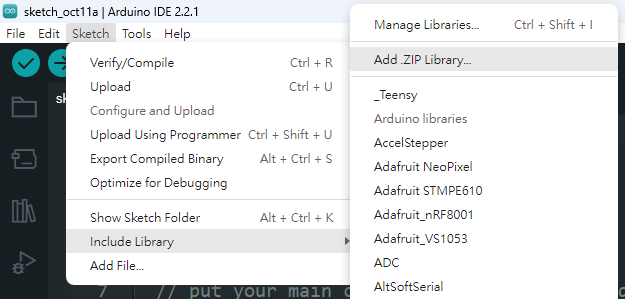 sketch_oct11a | Arduino IDE 2.2.1
File Edit Sketch Tools Help
Verify/Compile Ctrl + R
Upload Ctrl + U
Configure and Upload
Upload Using Programmer Ctrl + Shift + U
Export Compiled Binary Alt + Ctrl + S
Optimize for Debugging
Show Sketch Folder Alt + Ctrl + K
Include Library
Add File...
Manage Libraries... Ctrl + Shift + I
Add .ZIP Library...
_Teensy
Arduino libraries
AccelStepper
Adafruit NeoPixel
Adafruit STMPE610
Adafruit_nRF8001
Adafruit_VS1053
ADC
AltSoftSerial
7 // put your main